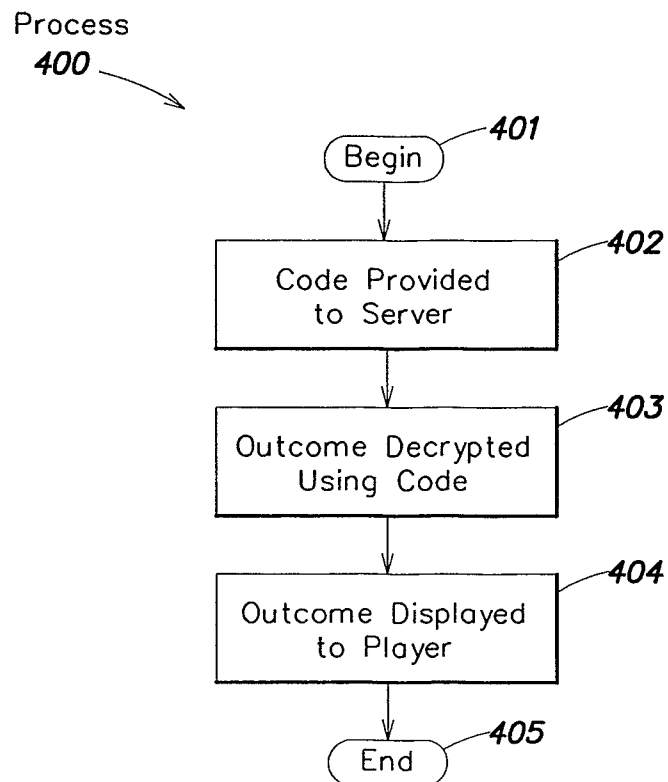 Process
400
401
Begin
402
Code Provided
to Server
403
Outcome Decrypted
Using Code
404
Outcome Displayed
to Player
405
End